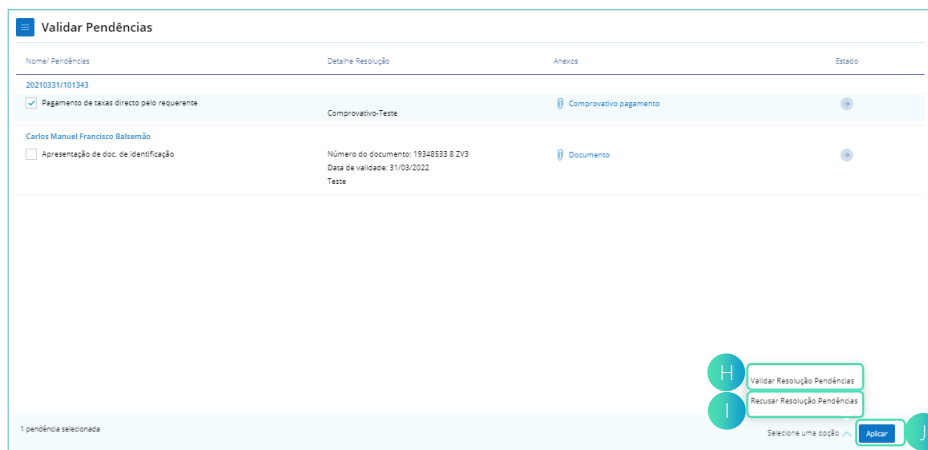 Validar Pendências
Nome/ Pendências Detalhe Resolução Anexos Estado
20210331/101343
Pagamento de taxas directo pelo requerente Comprovativo pagamento
Comprovativo-Teste
Carlos Manuel Francisco Balsemão
Apresentação de doc. de identificação Número do documento: 19348533 8 ZV3 Documento
Data de validade: 31/03/2022
Teste
H
Validar Resolução Pendências
I
Recusar Resolução Pendências
1 pendência selecionada Selecione uma opção Aplicar J